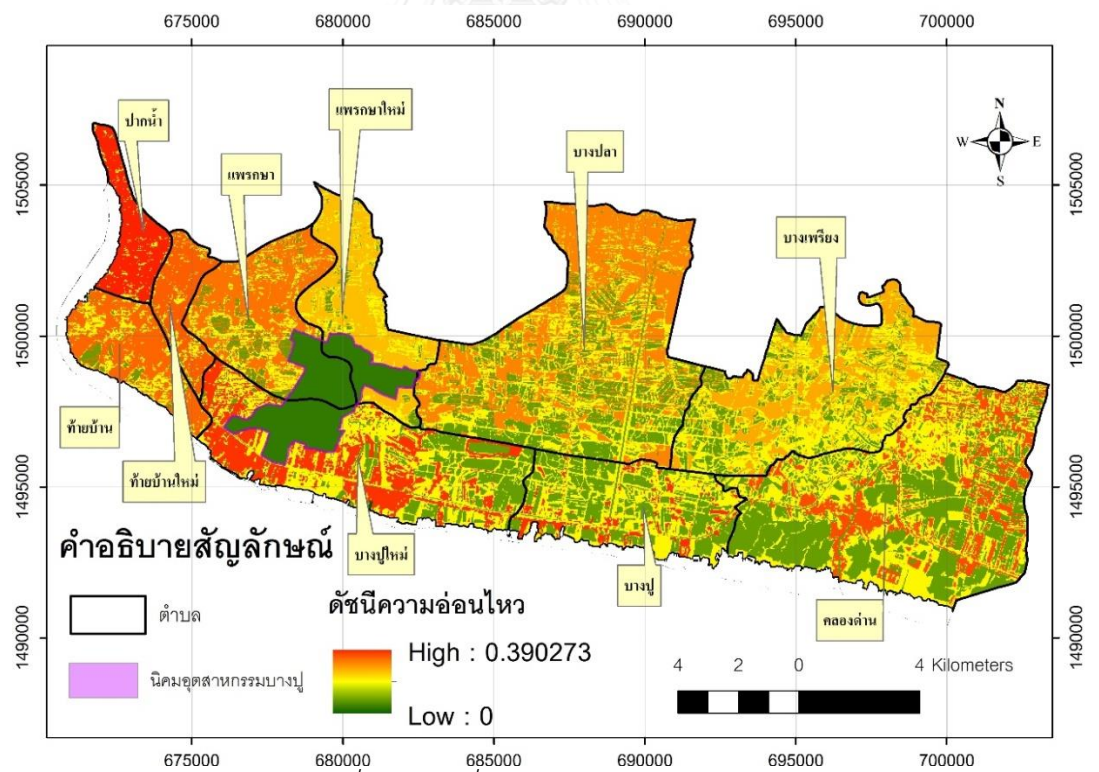 675000 680000 685000 690000 695000 700000
1505000
1500000
1495000
1490000
1505000
1500000
1495000
1490000
N
W E
S
ปากน้ำ
แพรกษาใหม่
แพรกษา
บางปลา
บางเพรียง
ท้ายบ้าน
ท้ายบ้านใหม่
บางปูใหม่
บางปู
คลองด่าน
คำอธิบายสัญลักษณ์
ตำบล
นิคมอุตสาหกรรมบางปู
ดัชนีความอ่อนไหว
High : 0.390273
Low : 0
4 2 0 4 Kilometers
675000 680000 685000 690000 695000 700000